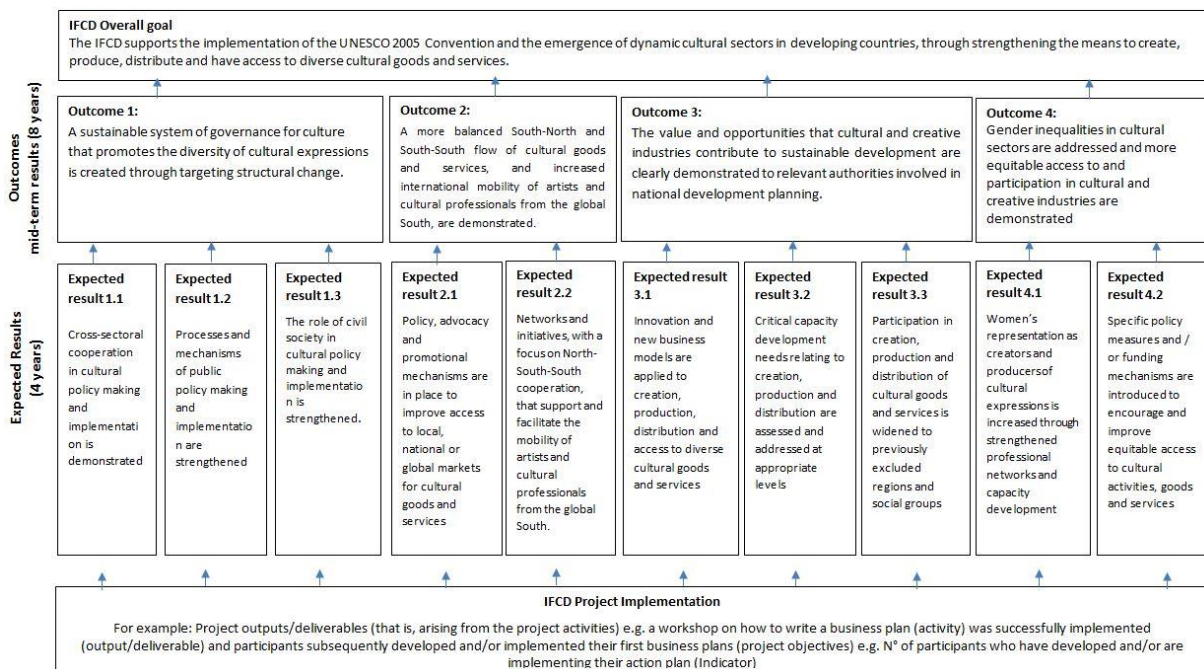 IFCD Overall goal
The IFCD supports the implementation of the UNESCO 2005 Convention and the emergence of dynamic cultural sectors in developing countries, through strengthening the means to create,
produce, distribute and have access to diverse cultural goods and services.
Outcomes
mid-term results (8 years)
Outcome 1:
A sustainable system of governance for culture
that promotes the diversity of cultural expressions
is created through targeting structural change.
Outcome 2:
A more balanced South-North and
South-South flow of cultural goods
and services, and increased
international mobility of artists and
cultural professionals from the global
South, are demonstrated.
Outcome 3:
The value and opportunities that cultural and creative
industries contribute to sustainable development are
clearly demonstrated to relevant authorities involved in
national development planning.
Outcome 4:
Gender inequalities in cultural
sectors are addressed and more
equitable access to and
participation in cultural and
creative industries are
demonstrated
Expected Results
(4 years)
Expected
result 1.1
Cross-sectoral
cooperation
in cultural
policy making
and
implementati
on is
demonstrated
Expected
result 1.2
Processes and
mechanisms
of public
policy making
and
implementatio
n are
strengthened
Expected
result 1.3
The role of civil
society in
cultural policy
making and
implementatio
n is
strengthened.
Expected
result 2.1
Policy, advocacy
and
promotional
mechanisms are
in place to
improve access
to local,
national or
global markets
for cultural
goods and
services
Expected
result 2.2
Networks and
initiatives, with a
focus on North-
South-South
cooperation,
that support and
facilitate the
mobility of
artists and
cultural
professionals
from the global
South.
Expected result
3.1
Innovation and
new business
models are
applied to
creation,
production,
distribution and
access to diverse
cultural goods
and services
Expected
result 3.2
Critical capacity
development
needs relating to
creation,
production and
distribution are
assessed and
addressed at
appropriate
levels
Expected
result 3.3
Participation in
creation,
production and
distribution of
cultural goods
and services is
widened to
previously
excluded
regions and
social groups
Expected
result 4.1
Women's
representation as
creators and
producersof
cultural
expressions is
increased through
strengthened
professional
networks and
capacity
development
Expected
result 4.2
Specific policy
measures and /
or funding
mechanisms are
introduced to
encourage and
improve
equitable access
to cultural
activities, goods
and services
IFCD Project Implementation
For example: Project outputs/deliverables (that is, arising from the project activities) e.g. a workshop on how to write a business plan (activity) was successfully implemented
(output/deliverable) and participants subsequently developed and/or implemented their first business plans (project objectives) e.g. N° of participants who have developed and/or are
implementing their action plan (Indicator)